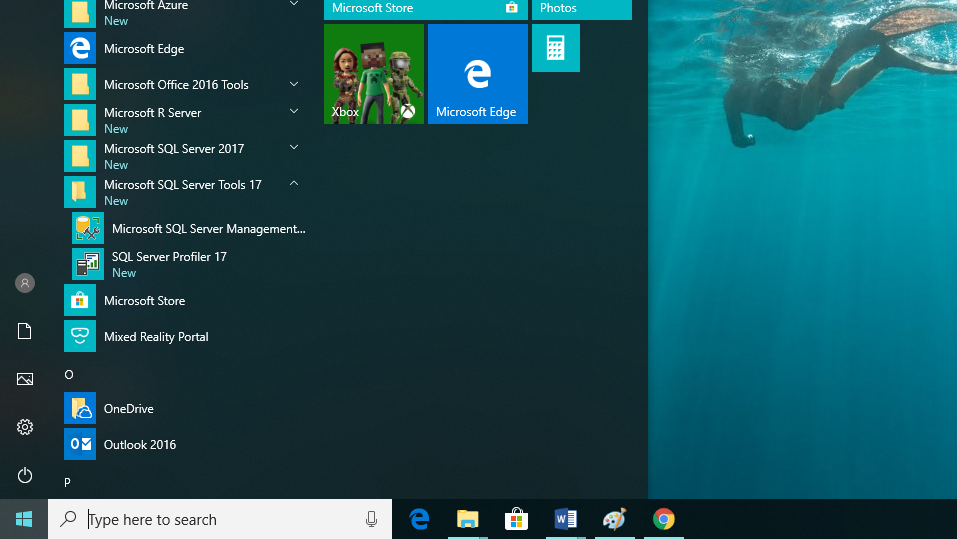 Microsoft Azure
New
Microsoft Edge
Microsoft Office 2016 Tools
Microsoft R Server
New
Microsoft SQL Server 2017
New
Microsoft SQL Server Tools 17
New
Microsoft SQL Server Management...
SQL Server Profiler 17
New
Microsoft Store
Mixed Reality Portal
O
OneDrive
Outlook 2016
P
Microsoft Store
Photos
Xbox
Microsoft Edge
Type here to search